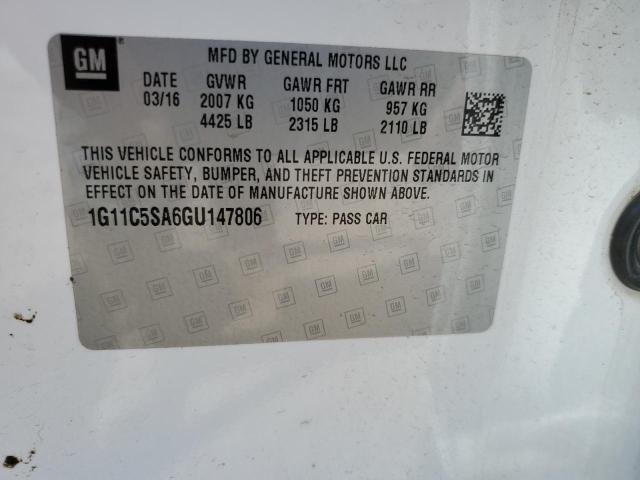 GM
MFD BY GENERAL MOTORS LLC
DATE GVWR GAWR FRT GAWR RR
03/16 2007 KG 1050 KG 957 KG
4425 LB 2315 LB 2110 LB
THIS VEHICLE CONFORMS TO ALL APPLICABLE U.S. FEDERAL MOTOR
VEHICLE SAFETY, BUMPER, AND THEFT PREVENTION STANDARDS IN
EFFECT ON THE DATE OF MANUFACTURE SHOWN ABOVE.
1G11C5SA6GU147806 TYPE: PASS CAR